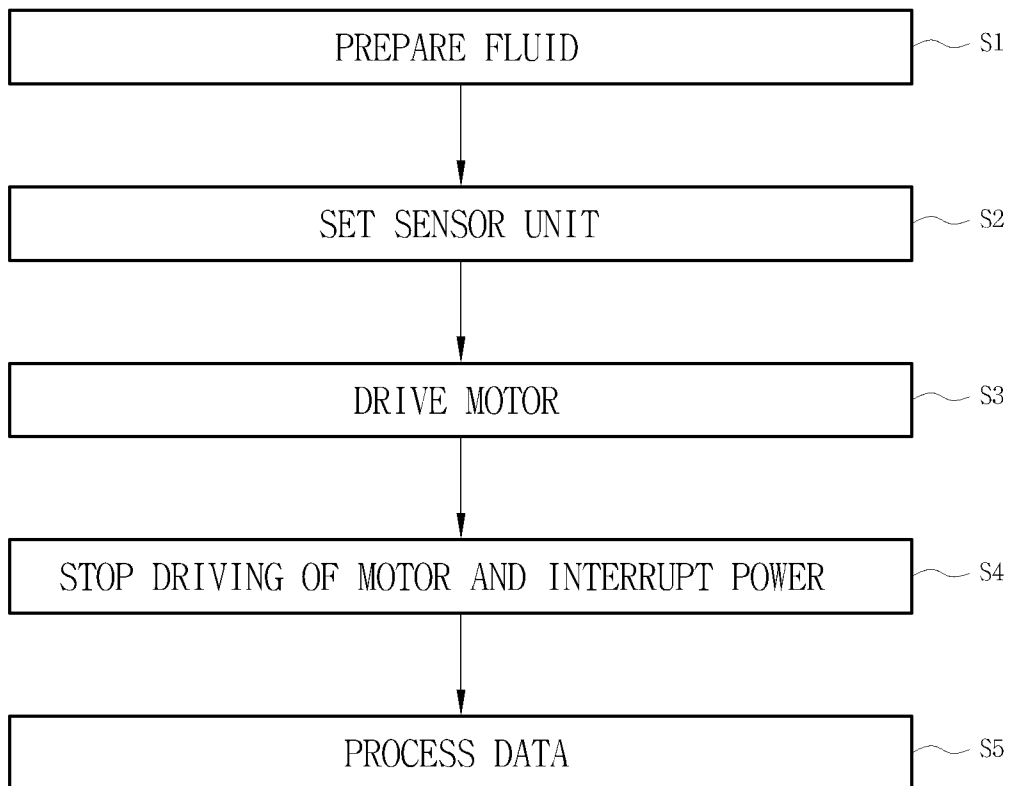 PREPARE FLUID S1
SET SENSOR UNIT S2
DRIVE MOTOR S3
STOP DRIVING OF MOTOR AND INTERRUPT POWER S4
PROCESS DATA S5